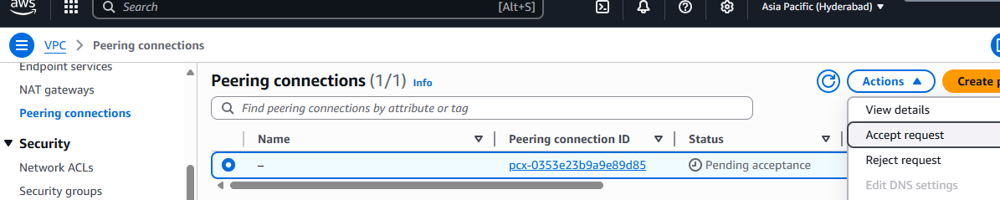 aws Search [Alt+S] Asia Pacific (Hyderabad)
VPC > Peering connections
Endpoint services
NAT gateways
Peering connections
Security
Network ACLs
Security groups
Peering connections (1/1) Info
Actions
Create
Find peering connections by attribute or tag
Name Peering connection ID Status
– pcx-0353e23b9a9e89d85 Pending acceptance
View details
Accept request
Reject request
Edit DNS settings